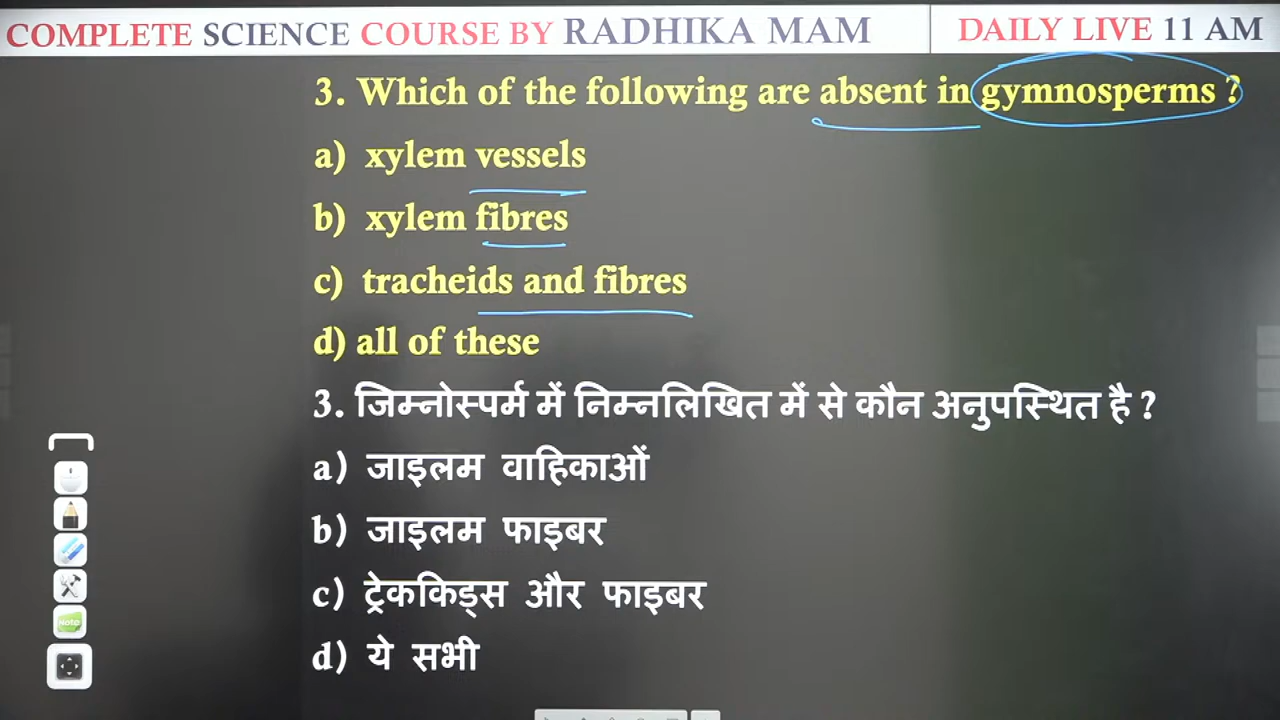 COMPLETE SCIENCE COURSE BY RADHIKA MAM DAILY LIVE 11 AM
3. Which of the following are absent in gymnosperms ?
a) xylem vessels
b) xylem fibres
c) tracheids and fibres
d) all of these
3. जिम्नोस्पर्म में निम्नलिखित में से कौन अनुपस्थित है ?
a) जाइलम वाहिकाओं
b) जाइलम फाइबर
c) ट्रेककिड्स और फाइबर
d) ये सभी
Note